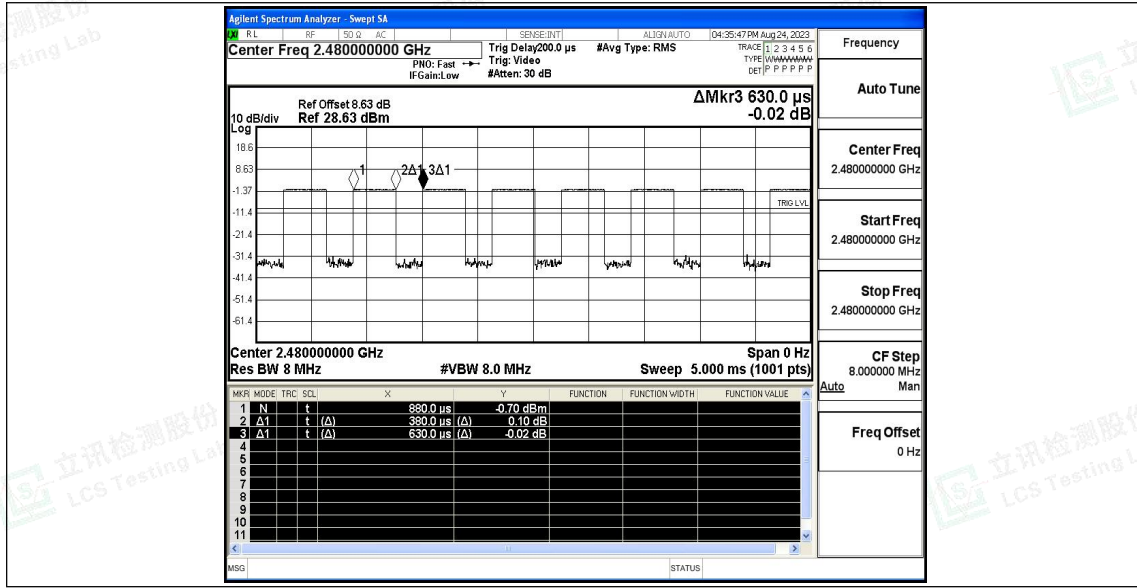 Agilent Spectrum Analyzer - Swept SA
LXI RL RF 50 Ω AC SENSE:INT ALIGN AUTO 04:35:47 PM Aug 24, 2023
Center Freq 2.480000000 GHz
PNO: Fast
IFGain:Low
Trig Delay200.0 µs
Trig: Video
#Atten: 30 dB
#Avg Type: RMS
TRACE 1 2 3 4 5 6
TYPE WWWWWW
DET P P P P P P
Frequency
Auto Tune
Center Freq
2.480000000 GHz
Start Freq
2.480000000 GHz
Stop Freq
2.480000000 GHz
CF Step
8.000000 MHz
Auto Man
Freq Offset
0 Hz
ΔMkr3 630.0 µs
-0.02 dB
Ref Offset 8.63 dB
10 dB/div Ref 28.63 dBm
Log
18.6
8.63
-1.37
-11.4
-21.4
-31.4
-41.4
-51.4
-61.4
1 2Δ1 3Δ1
TRIG LVL
Center 2.480000000 GHz Span 0 Hz
Res BW 8 MHz #VBW 8.0 MHz Sweep 5.000 ms (1001 pts)
MKR MODE TRC SCL X Y FUNCTION FUNCTION WIDTH FUNCTION VALUE
1 N t 880.0 µs -0.70 dBm
2 Δ1 t (Δ) 380.0 µs (Δ) 0.10 dB
3 Δ1 t (Δ) 630.0 µs (Δ) -0.02 dB
4
5
6
7
8
9
10
11
MSG STATUS
检测股份
Testing Lab
立讯检测股份
LCS Testing Lab
立讯检测股份
LCS Testing L